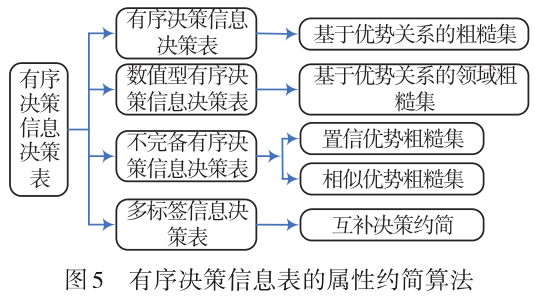 有序
决策
信息
决策
表
有序决策信息
决策表
基于优势关系的粗糙集
数值型有序决
策信息决策表
基于优势关系的领域粗
糙集
不完备有序决
策信息决策表
置信优势粗糙集
相似优势粗糙集
多标签信息决
策表
互补决策约简
图5 有序决策信息表的属性约简算法